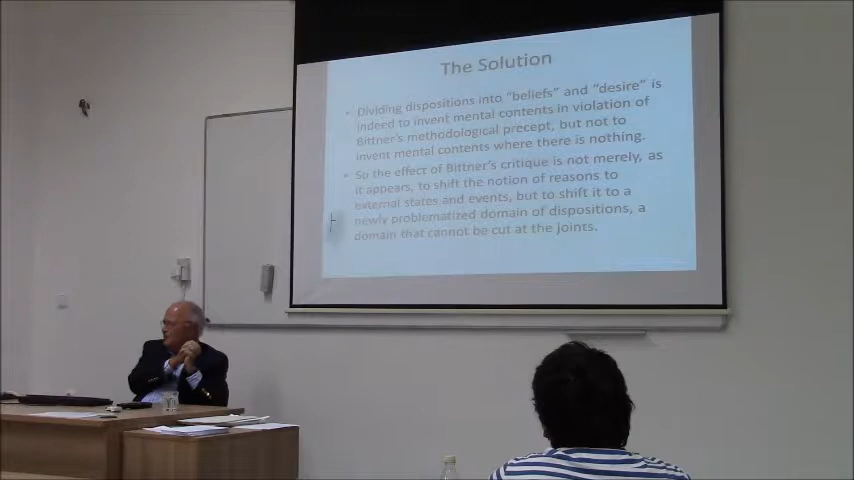 The Solution
• Dividing dispositions into "beliefs" and "desire" is
indeed to invent mental contents in violation of
Bittner's methodological precept, but not to
invent mental contents where there is nothing.
• So the effect of Bittner's critique is not merely, as
it appears, to shift the notion of reasons to
external states and events, but to shift it to a
newly problematized domain of dispositions, a
domain that cannot be cut at the joints.